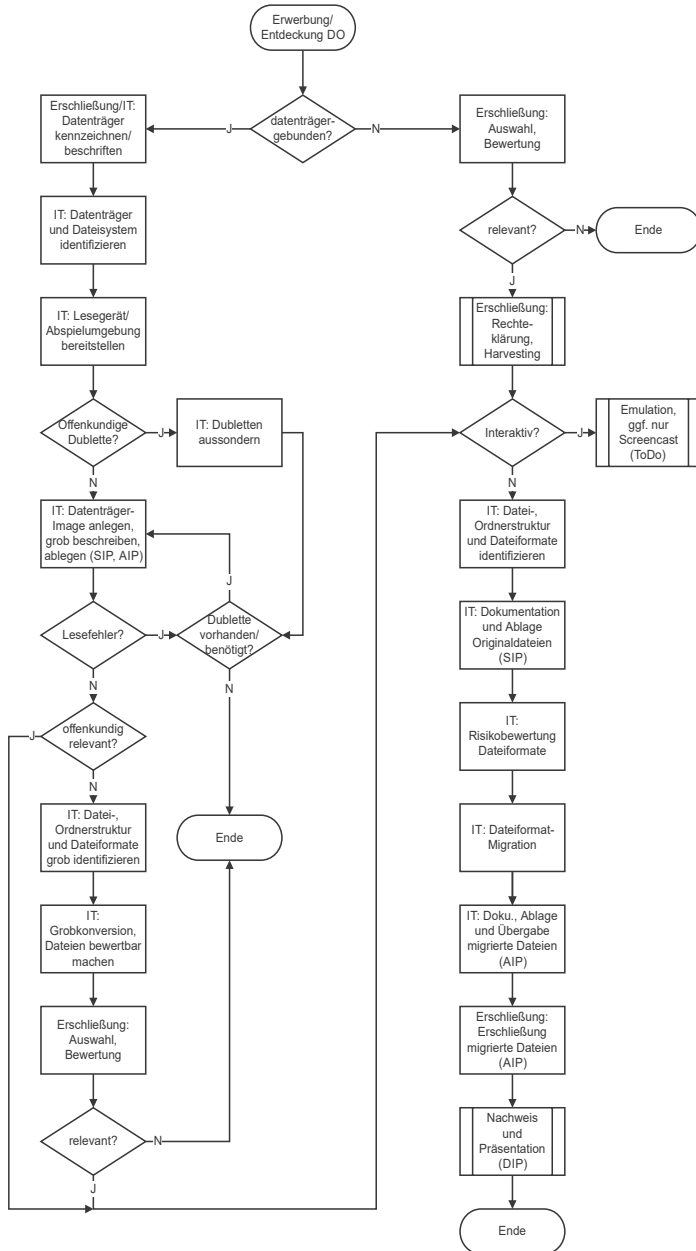 Erwerbung/
Entdeckung DO
datenträger-
gebunden?
J
N
Erschließung/IT:
Datenträger
kennzeichnen/
beschriften
Erschließung:
Auswahl,
Bewertung
IT: Datenträger
und Dateisystem
identifizieren
relevant?
N
Ende
J
IT: Lesegerät/
Abspielumgebung
bereitstellen
Erschließung:
Rechte-
klärung,
Harvesting
Offenkundige
Dublette?
J
IT: Dubletten
aussondern
N
Interaktiv?
J
Emulation,
ggf. nur
Screencast
(ToDo)
N
IT: Datenträger-
Image anlegen,
grob beschreiben,
ablegen (SIP, AIP)
IT: Datei-,
Ordnerstruktur
und Dateiformate
identifizieren
J
Lesefehler?
J
Dublette
vorhanden/
benötigt?
N
N
IT: Dokumentation
und Ablage
Originaldateien
(SIP)
J
offenkundig
relevant?
N
IT:
Risikobewertung
Dateiformate
IT: Datei-,
Ordnerstruktur
und Dateiformate
grob identifizieren
Ende
IT: Dateiformat-
Migration
IT:
Grobkonversion,
Dateien bewertbar
machen
IT: Doku., Ablage
und Übergabe
migrierte Dateien
(AIP)
Erschließung:
Auswahl,
Bewertung
Erschließung:
Erschließung
migrierte Dateien
(AIP)
relevant?
N
J
Nachweis
und
Präsentation
(DIP)
Ende